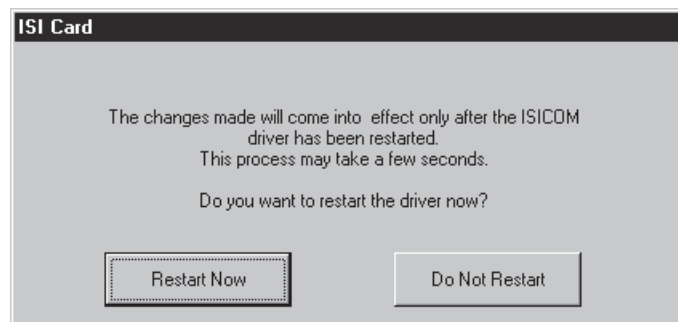 ISI Card
The changes made will come into effect only after the ISICOM
driver has been restarted.
This process may take a few seconds.
Do you want to restart the driver now?
Restart Now
Do Not Restart